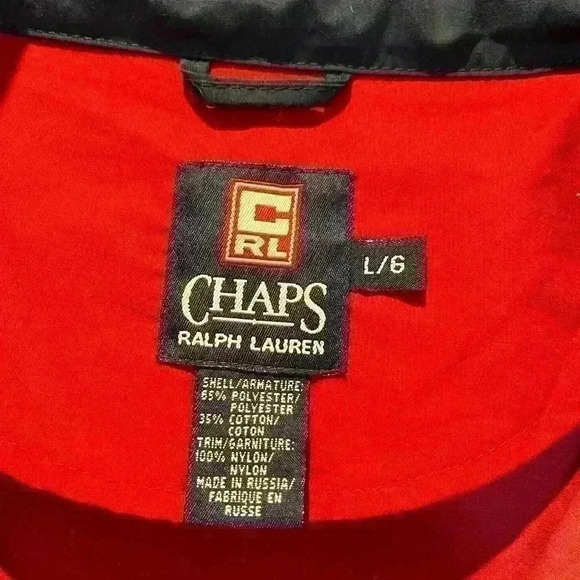 C
RL
CHAPS
RALPH LAUREN
L/G
SHELL/ARMATURE:
65% POLYESTER/
POLYESTER
35% COTTON/
COTON
TRIM/GARNITURE:
100% NYLON/
NYLON
MADE IN RUSSIA/
FABRIQUE EN
RUSSE